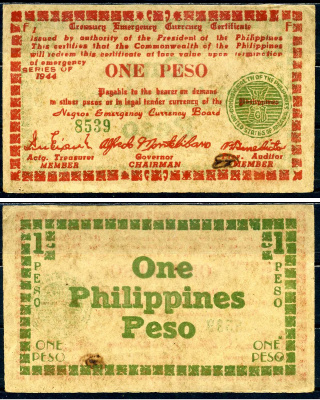 F
F
Treasury Emergency Currency Certificate
issued by authority of the President of the Philippines
This certifies that the Commonwealth of the Philippines
will redeem this certificate at face value upon termination
of emergency
SERIES OF
1944
ONE PESO
Payable to the bearer on demand
in silver pesos or in legal tender currency of the Philippines
Negros Emergency Currency Board
8539
Actg. Treasurer
MEMBER
Governor
CHAIRMAN
Auditor
MEMBER
1
1
PESO
PESO
One
Philippines
Peso
ONE
PESO
ONE
PESO